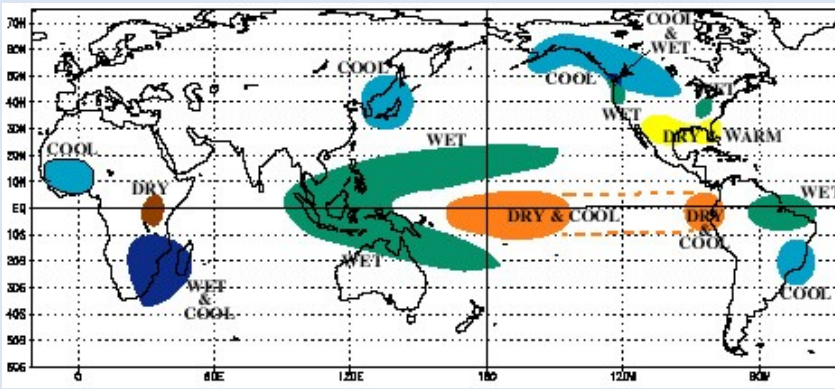 70N
60N
50N
40N
30N
20N
10N
EQ
10S
20S
30S
40S
50S
60S
COOL
&
WET
COOL
COOL
WET
WET
DRY & WARM
WET
COOL
DRY
WET
DRY & COOL
DRY
&
COOL
WET
WET
&
COOL
COOL
0
60E
120E
180
120W
60W